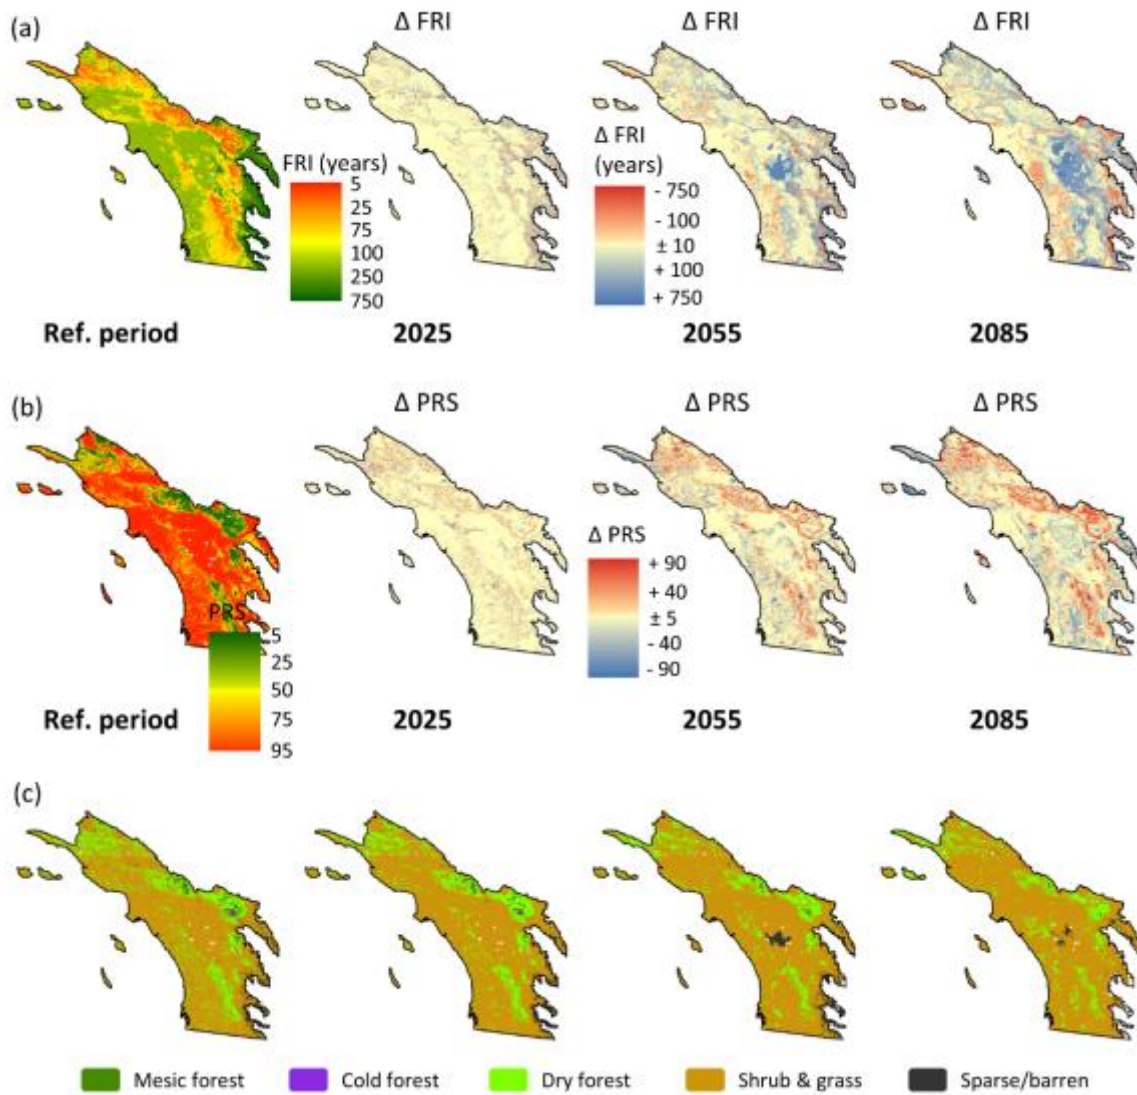 (a)
Δ FRI
Δ FRI
Δ FRI
FRI (years)
5
25
75
100
250
750
Δ FRI
(years)
- 750
- 100
± 10
+ 100
+ 750
Ref. period
2025
2055
2085
(b)
Δ PRS
Δ PRS
Δ PRS
PRS
5
25
50
75
95
Δ PRS
+ 90
+ 40
± 5
- 40
- 90
Ref. period
2025
2055
2085
(c)
Mesic forest
Cold forest
Dry forest
Shrub & grass
Sparse/barren